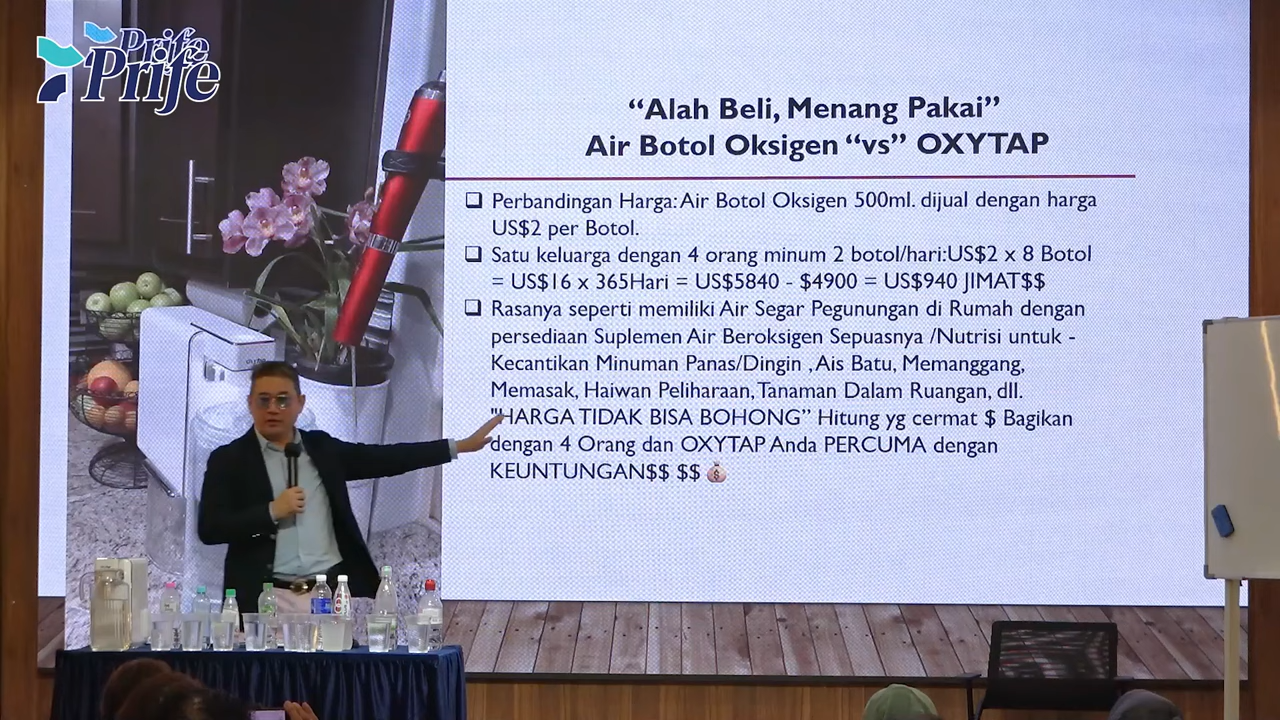 Prife
Prife
“Alah Beli, Menang Pakai”
Air Botol Oksigen “vs” OXYTAP
Perbandingan Harga: Air Botol Oksigen 500ml. dijual dengan harga
US$2 per Botol.
Satu keluarga dengan 4 orang minum 2 botol/hari:US$2 x 8 Botol
= US$16 x 365Hari = US$5840 - $4900 = US$940 JIMAT$$
Rasanya seperti memiliki Air Segar Pegunungan di Rumah dengan
persediaan Suplemen Air Beroksigen Sepuasnya /Nutrisi untuk -
Kecantikan Minuman Panas/Dingin , Ais Batu, Memanggang,
Memasak, Haiwan Peliharaan, Tanaman Dalam Ruangan, dll.
"HARGA TIDAK BISA BOHONG” Hitung yg cermat $ Bagikan
dengan 4 Orang dan OXYTAP Anda PERCUMA dengan
KEUNTUNGAN$$ $$